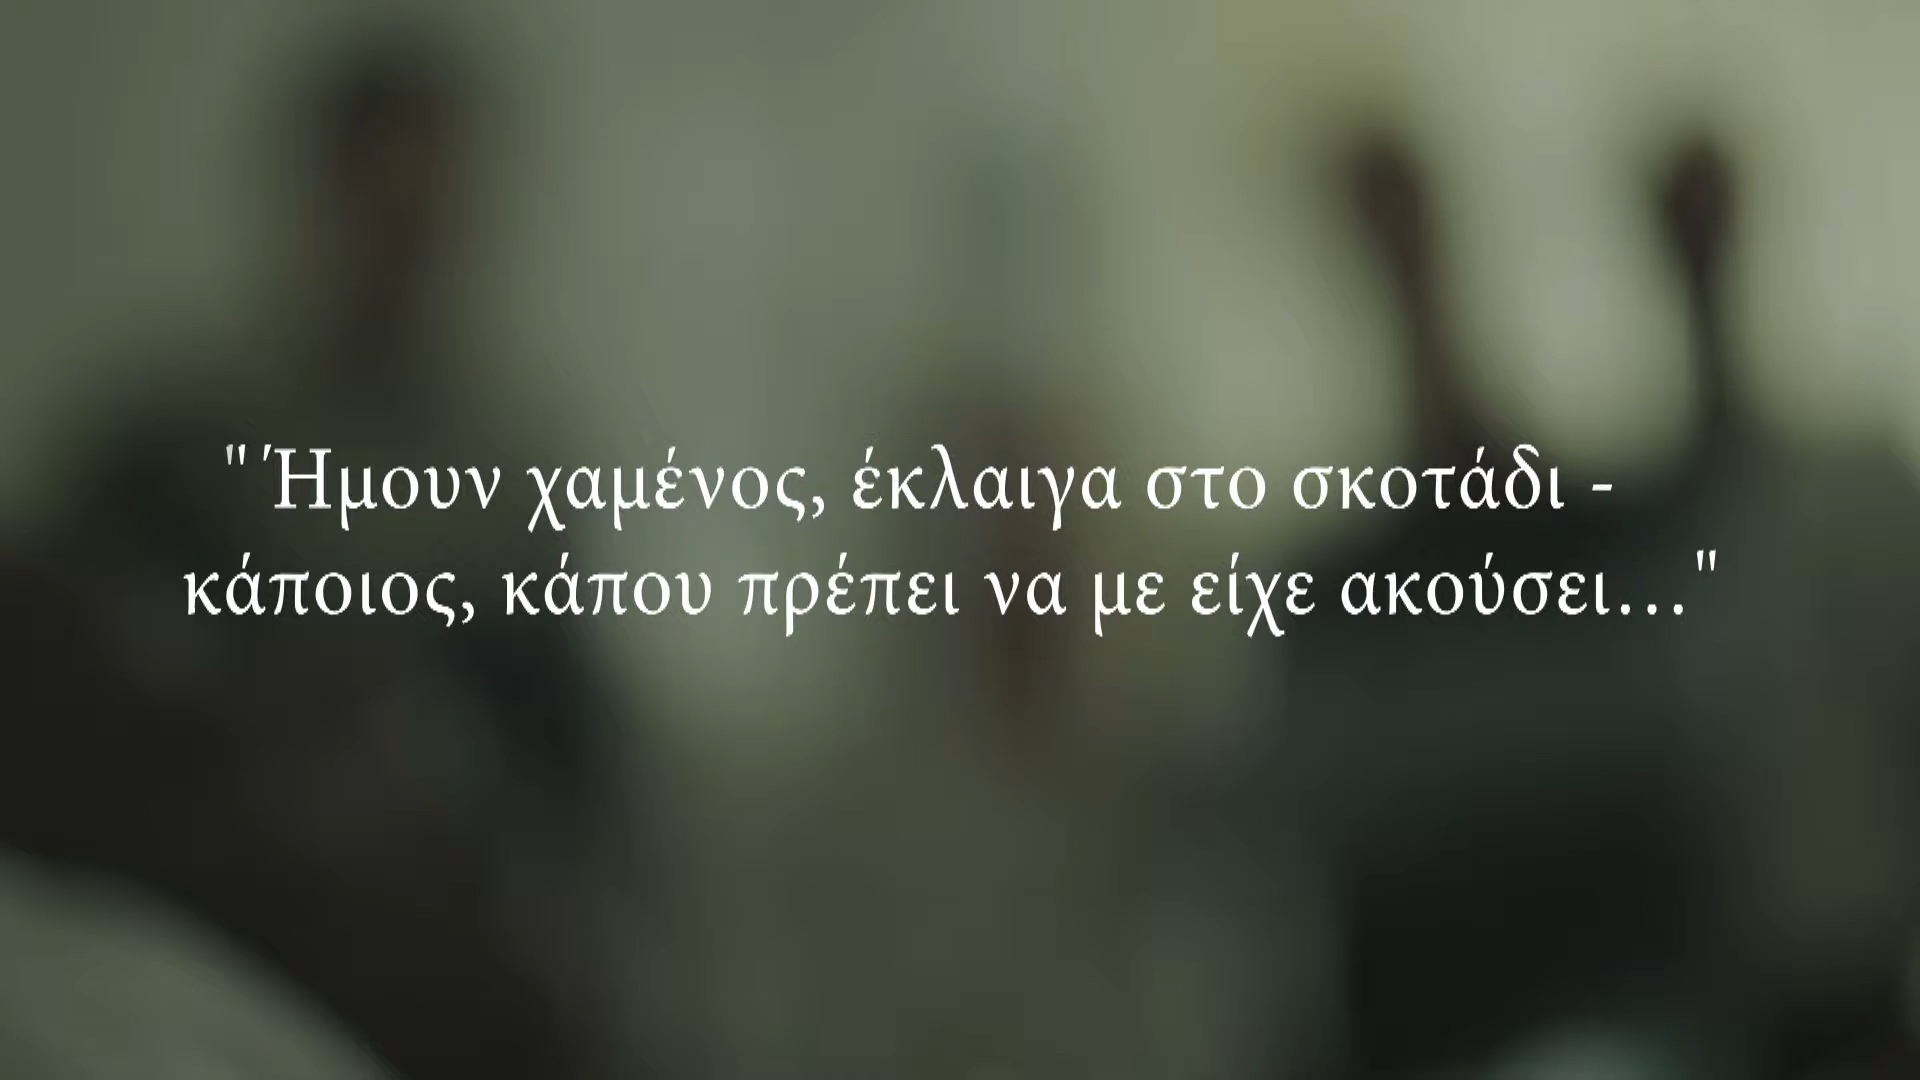 "Ήμουν χαμένος, έκλαιγα στο σκοτάδι -
κάποιος, κάπου πρέπει να με είχε ακούσει..."